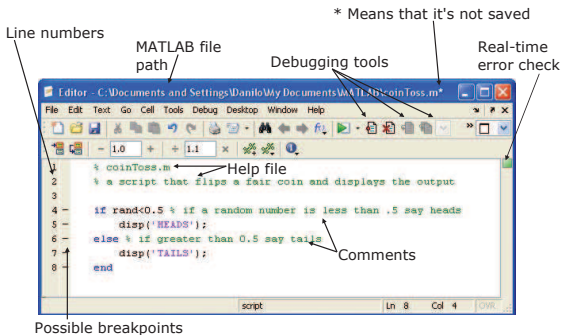 * Means that it's not saved
Line numbers
MATLAB file path
Debugging tools
Real-time error check
Editor - C:\Documents and Settings\Danilo\My Documents\MATLAB\coinToss.m*
File Edit Text Go Cell Tools Debug Desktop Window Help
- 1.0 + ÷ 1.1 ×
1 % coinToss.m
Help file
2 % a script that flips a fair coin and displays the output
3
4 - if rand<0.5 % if a random number is less than .5 say heads
5 - disp('HEADS');
6 - else % if greater than 0.5 say tails
Comments
7 - disp('TAILS');
8 - end
script Ln 8 Col 4 OVR
Possible breakpoints